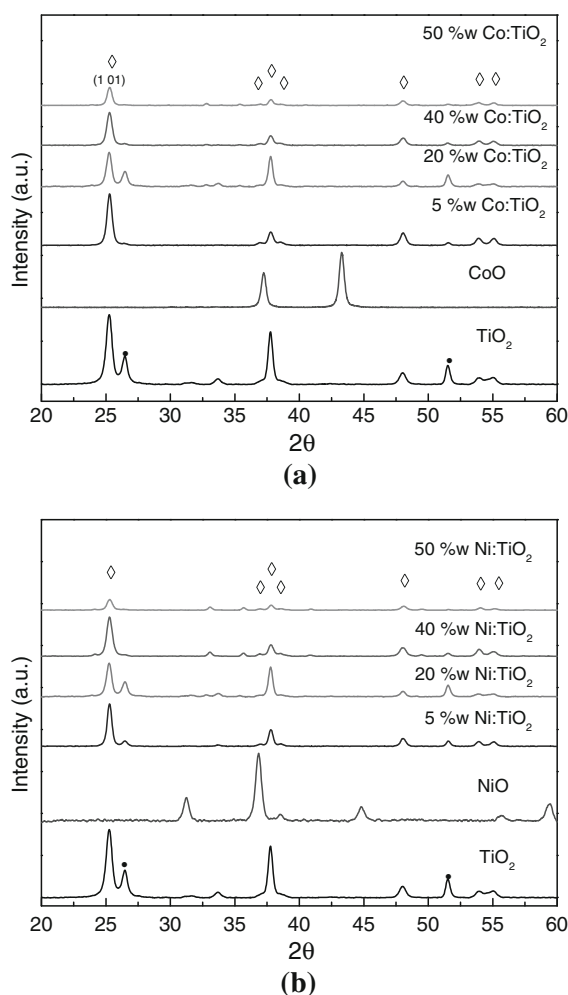 50 %w Co:TiO₂
(1 01)
40 %w Co:TiO₂
20 %w Co:TiO₂
5 %w Co:TiO₂
CoO
TiO₂
Intensity (a.u.)
20 25 30 35 40 45 50 55 60
2θ
(a)
50 %w Ni:TiO₂
40 %w Ni:TiO₂
20 %w Ni:TiO₂
5 %w Ni:TiO₂
NiO
TiO₂
Intensity (a.u.)
20 25 30 35 40 45 50 55 60
2θ
(b)